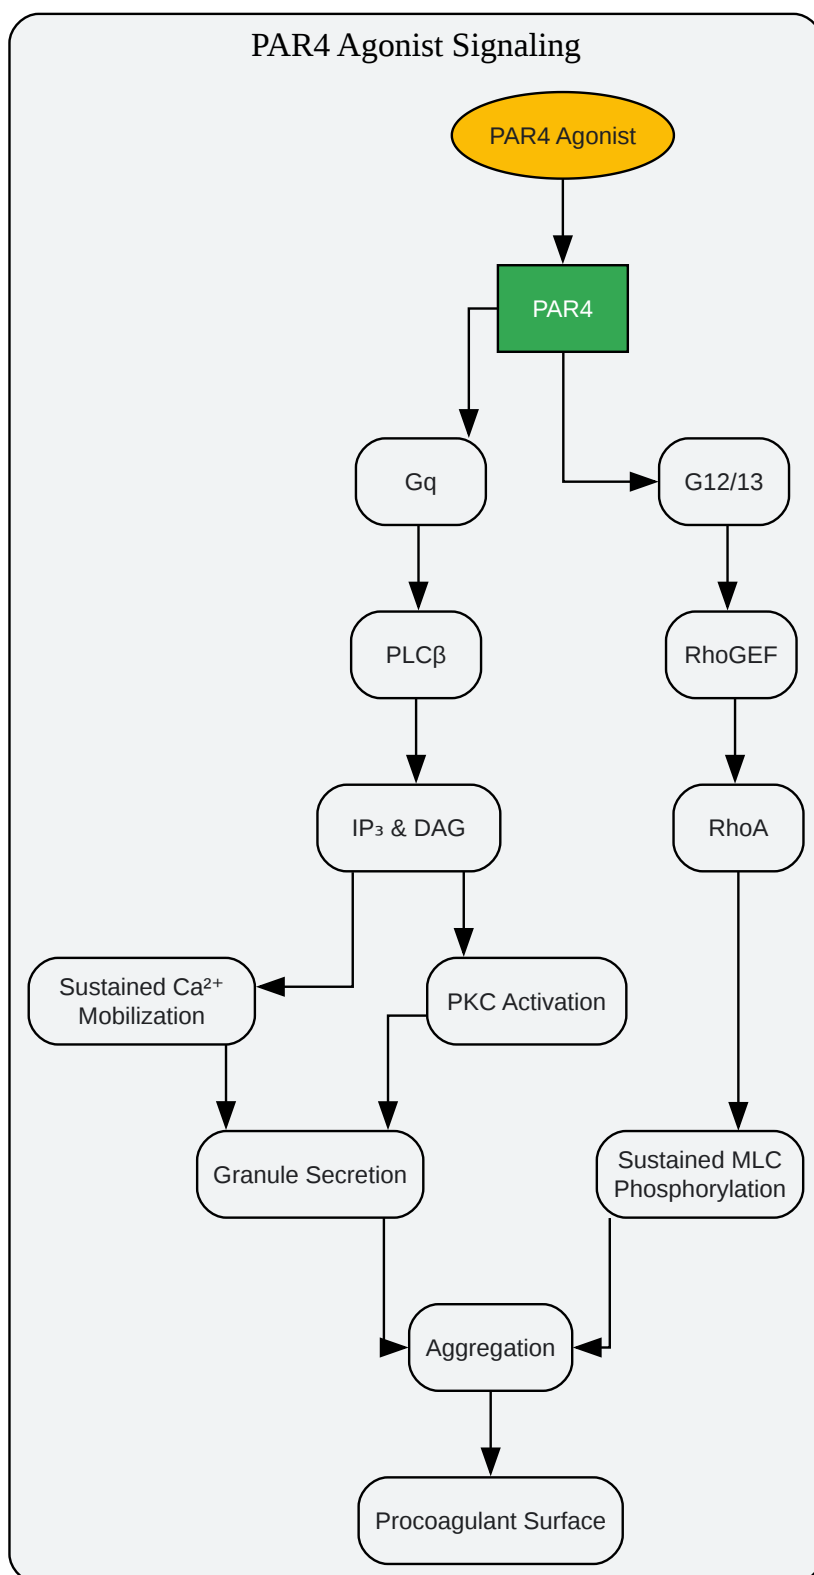 PAR4 Agonist Signaling
PAR4 Agonist
PAR4
Gq
G12/13
PLCβ
RhoGEF
IP₃ & DAG
RhoA
Sustained Ca²⁺
Mobilization
PKC Activation
Granule Secretion
Sustained MLC
Phosphorylation
Aggregation
Procoagulant Surface